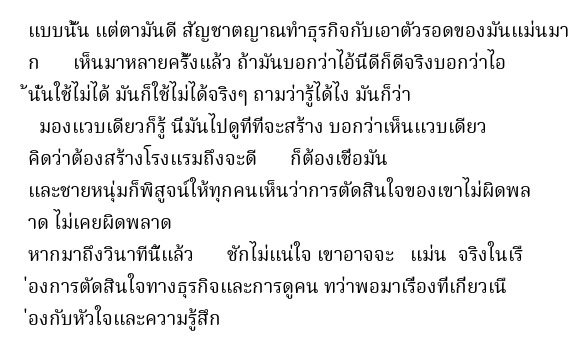 แบบนั้น แต่ตามันดี สัญชาตญาณทำธุรกิจกับเอาตัวรอดของมันแม่นมา
ก เห็นมาหลายครั้งแล้ว ถ้ามันบอกว่าไอ้นี่ดีก็ดีจริงบอกว่าไอ
้นั่นใช้ไม่ได้ มันก็ใช้ไม่ได้จริงๆ ถามว่ารู้ได้ไง มันก็ว่า
มองแวบเดียวก็รู้ นี่มันไปดูที่ที่จะสร้าง บอกว่าเห็นแวบเดียว
คิดว่าต้องสร้างโรงแรมถึงจะดี ก็ต้องเชื่อมัน
และชายหนุ่มก็พิสูจน์ให้ทุกคนเห็นว่าการตัดสินใจของเขาไม่ผิดพล
าด ไม่เคยผิดพลาด
หากมาถึงวินาทีนี้แล้ว ชักไม่แน่ใจ เขาอาจจะ แม่น จริงในเรื
่องการตัดสินใจทางธุรกิจและการดูคน ทว่าพอมาเรื่องที่เกี่ยวเนื
่องกับหัวใจและความรู้สึก